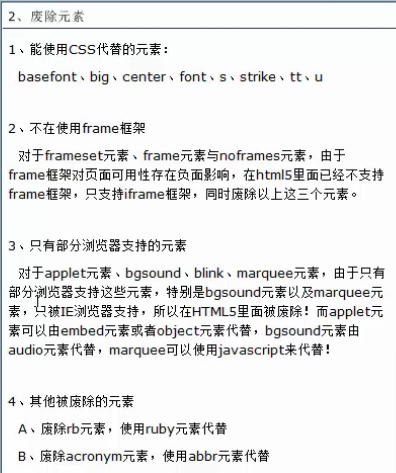 2、废除元素
1、能使用CSS代替的元素：
basefont、big、center、font、s、strike、tt、u
2、不在使用frame框架
对于frameset元素、frame元素与noframes元素，由于
frame框架对页面可用性存在负面影响，在html5里面已经不支持
frame框架，只支持iframe框架，同时废除以上这三个元素。
3、只有部分浏览器支持的元素
对于applet元素、bgsound、blink、marquee元素，由于只有
部分浏览器支持这些元素，特别是bgsound元素以及marquee元
素，只被IE浏览器支持，所以在HTML5里面被废除！而applet元
素可以由embed元素或者object元素代替，bgsound元素由
audio元素代替，marquee可以使用javascript来代替！
4、其他被废除的元素
A、废除rb元素，使用ruby元素代替
B、废除acronym元素，使用abbr元素代替